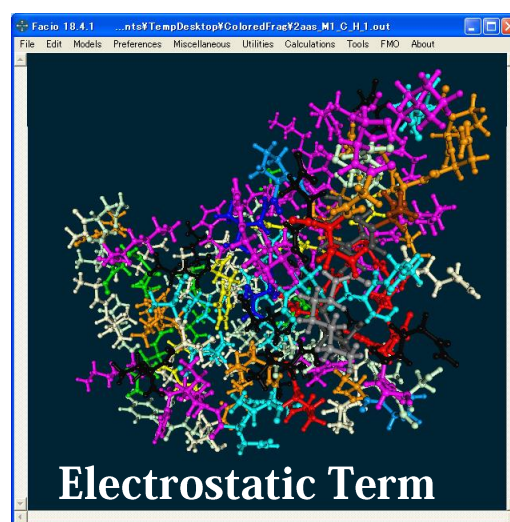 Facio 18.4.1 ...nts¥TempDesktop¥ColoredFrag¥2aas_M1_C_H_1.out
File Edit Models Preferences Miscellaneous Utilities Calculations Tools FMO About
Electrostatic Term